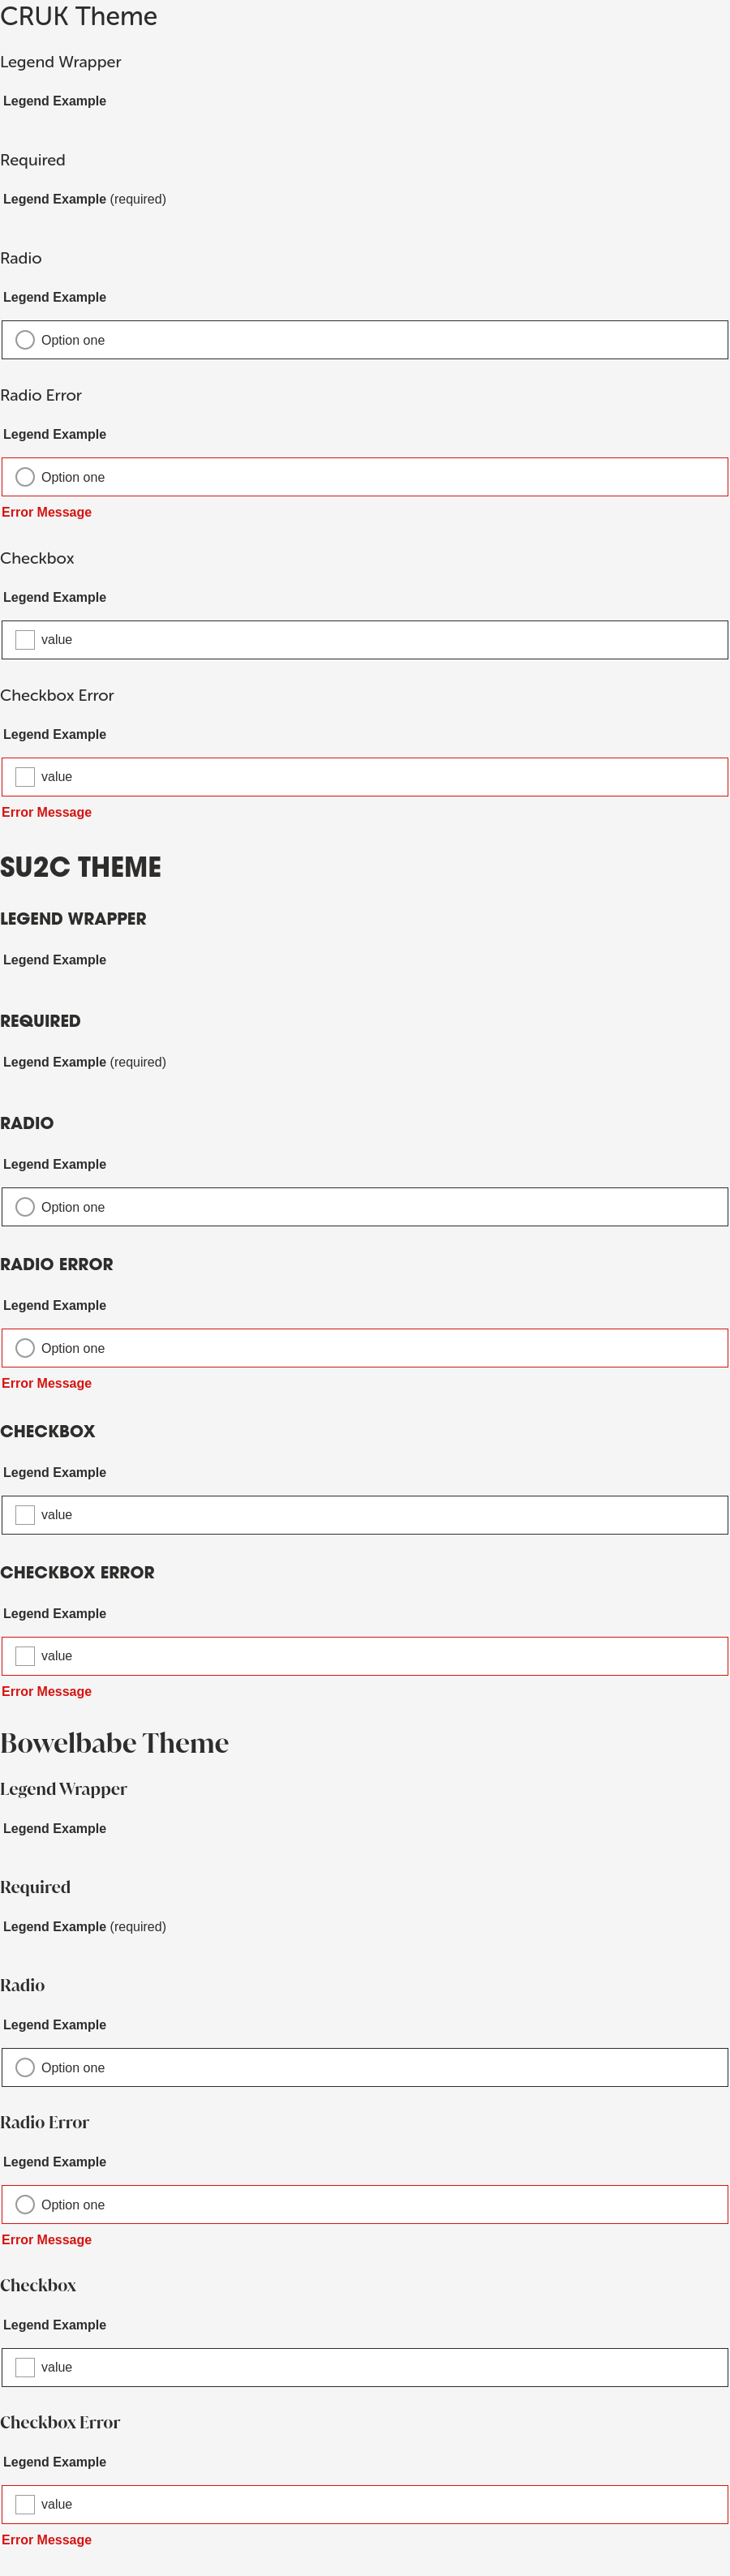 CRUK Theme
Legend Wrapper
Legend Example
Required
Legend Example (required)
Radio
Legend Example
Option one
Radio Error
Legend Example
Option one
Error Message
Checkbox
Legend Example
value
Checkbox Error
Legend Example
value
Error Message
SU2C THEME
LEGEND WRAPPER
Legend Example
REQUIRED
Legend Example (required)
RADIO
Legend Example
Option one
RADIO ERROR
Legend Example
Option one
Error Message
CHECKBOX
Legend Example
value
CHECKBOX ERROR
Legend Example
value
Error Message
Bowelbabe Theme
Legend Wrapper
Legend Example
Required
Legend Example (required)
Radio
Legend Example
Option one
Radio Error
Legend Example
Option one
Error Message
Checkbox
Legend Example
value
Checkbox Error
Legend Example
value
Error Message